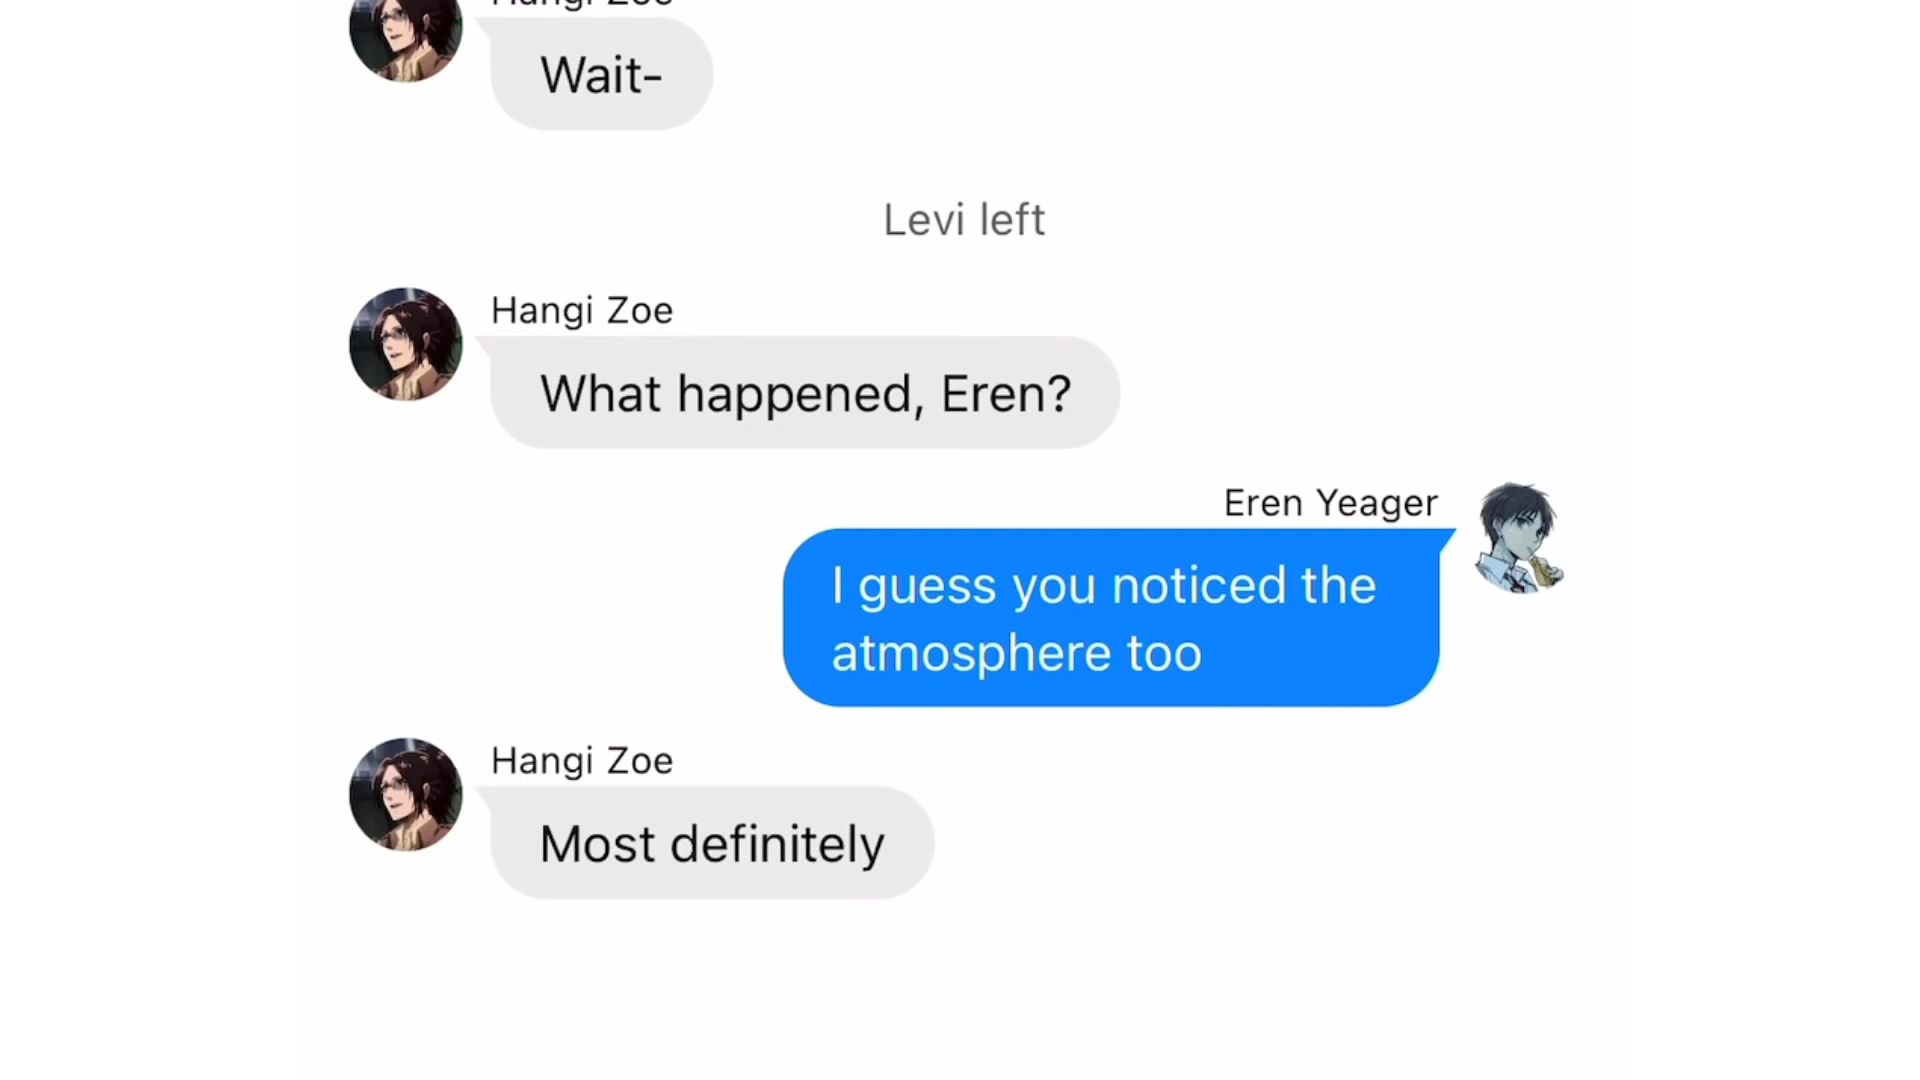 Hangi Zoe
Wait-
Levi left
Hangi Zoe
What happened, Eren?
Eren Yeager
I guess you noticed the
atmosphere too
Hangi Zoe
Most definitely